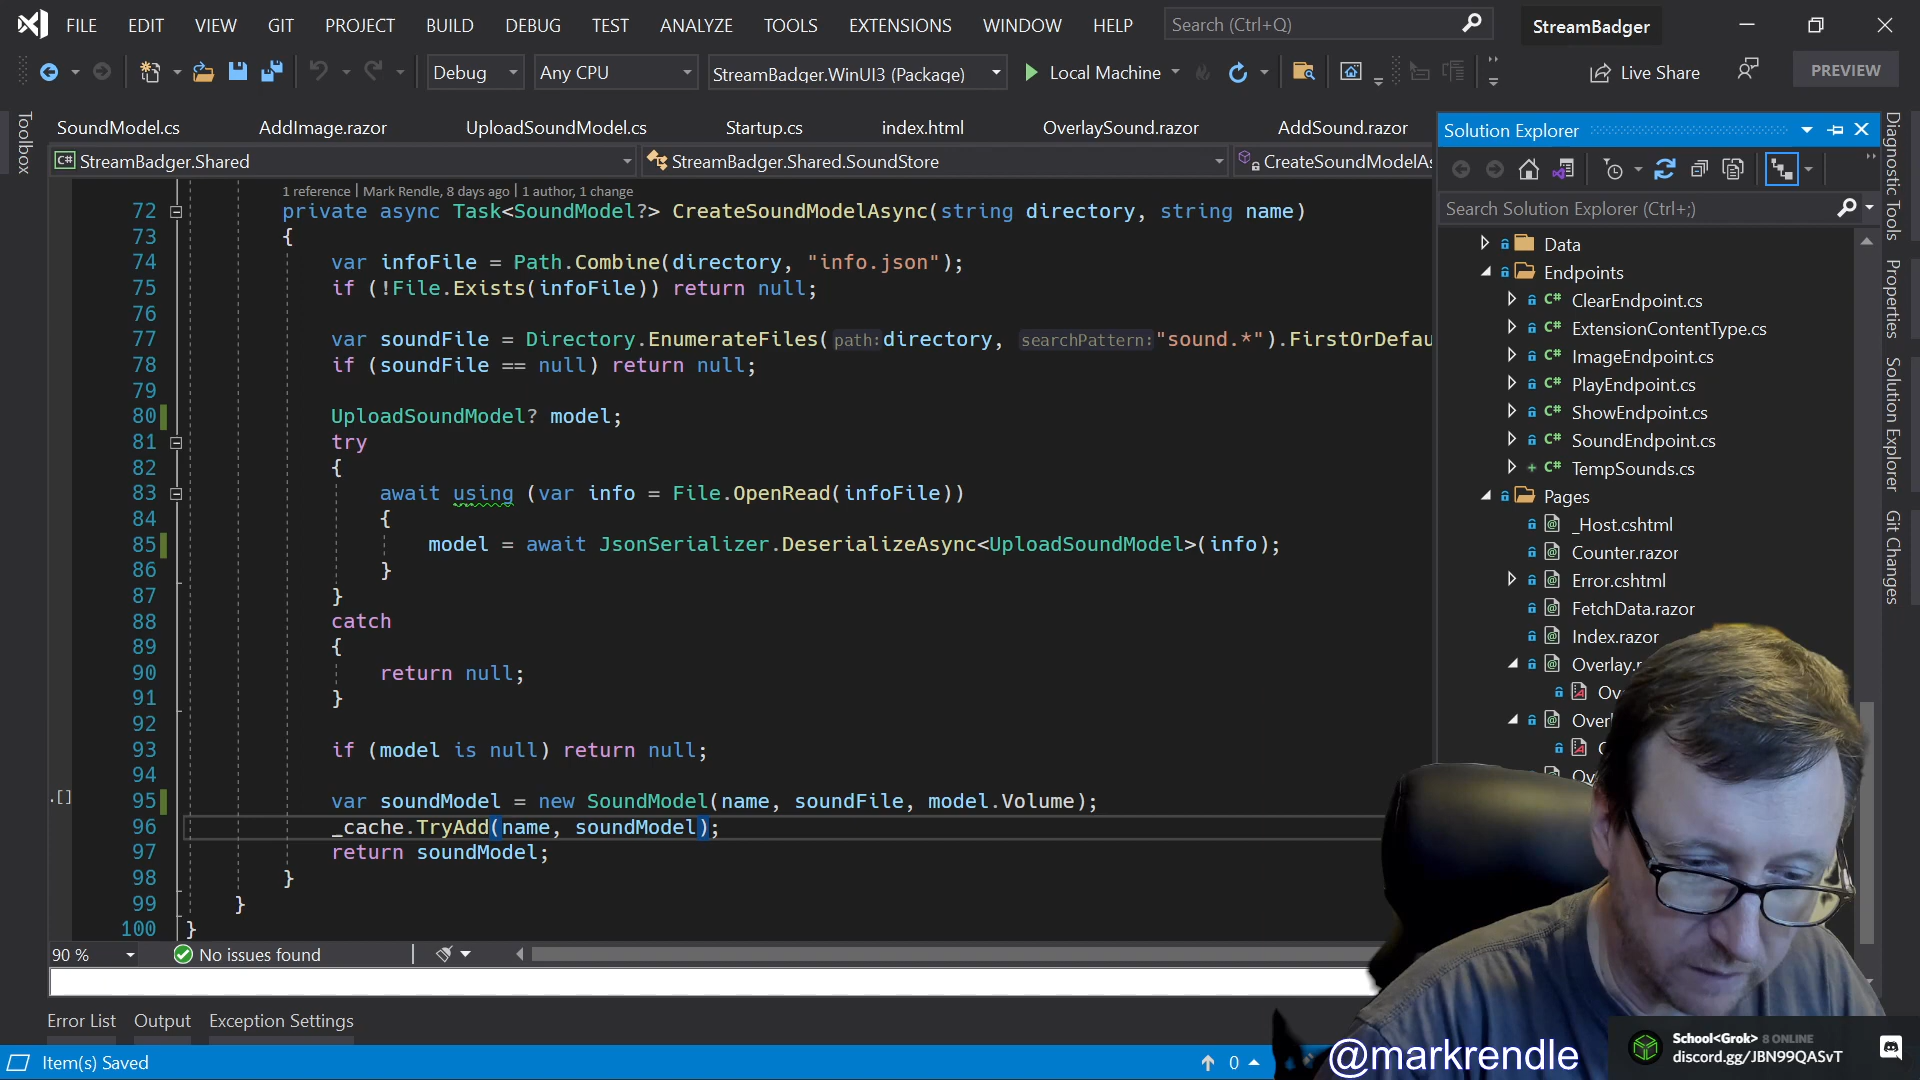 FILE EDIT VIEW GIT PROJECT BUILD DEBUG TEST ANALYZE TOOLS EXTENSIONS WINDOW HELP Search (Ctrl+Q) StreamBadger
Debug Any CPU StreamBadger.WinUI3 (Package) Local Machine Live Share PREVIEW
Toolbox
SoundModel.cs AddImage.razor UploadSoundModel.cs Startup.cs index.html OverlaySound.razor AddSound.razor
C# StreamBadger.Shared StreamBadger.Shared.SoundStore CreateSoundModelAs
1 reference | Mark Rendle, 8 days ago | 1 author, 1 change
72 private async Task<SoundModel?> CreateSoundModelAsync(string directory, string name)
73 {
74 var infoFile = Path.Combine(directory, "info.json");
75 if (!File.Exists(infoFile)) return null;
76
77 var soundFile = Directory.EnumerateFiles(path: directory, searchPattern: "sound.*").FirstOrDefau
78 if (soundFile == null) return null;
79
80 UploadSoundModel? model;
81 try
82 {
83 await using (var info = File.OpenRead(infoFile))
84 {
85 model = await JsonSerializer.DeserializeAsync<UploadSoundModel>(info);
86 }
87 }
88 catch
89 {
90 return null;
91 }
92
93 if (model is null) return null;
94
95 var soundModel = new SoundModel(name, soundFile, model.Volume);
96 _cache.TryAdd(name, soundModel);
97 return soundModel;
98 }
99 }
100 }
.[]
90 % No issues found
Error List Output Exception Settings
Item(s) Saved 0
Solution Explorer
Search Solution Explorer (Ctrl+;)
Data
Endpoints
C# ClearEndpoint.cs
C# ExtensionContentType.cs
C# ImageEndpoint.cs
C# PlayEndpoint.cs
C# ShowEndpoint.cs
C# SoundEndpoint.cs
C# TempSounds.cs
Pages
_Host.cshtml
Counter.razor
Error.cshtml
FetchData.razor
Index.razor
Overlay.
Ov
Over
Ov
Diagnostic Tools
Properties
Solution Explorer
Git Changes
@markrendle
School<Grok> 8 ONLINE
discord.gg/JBN99QASvT